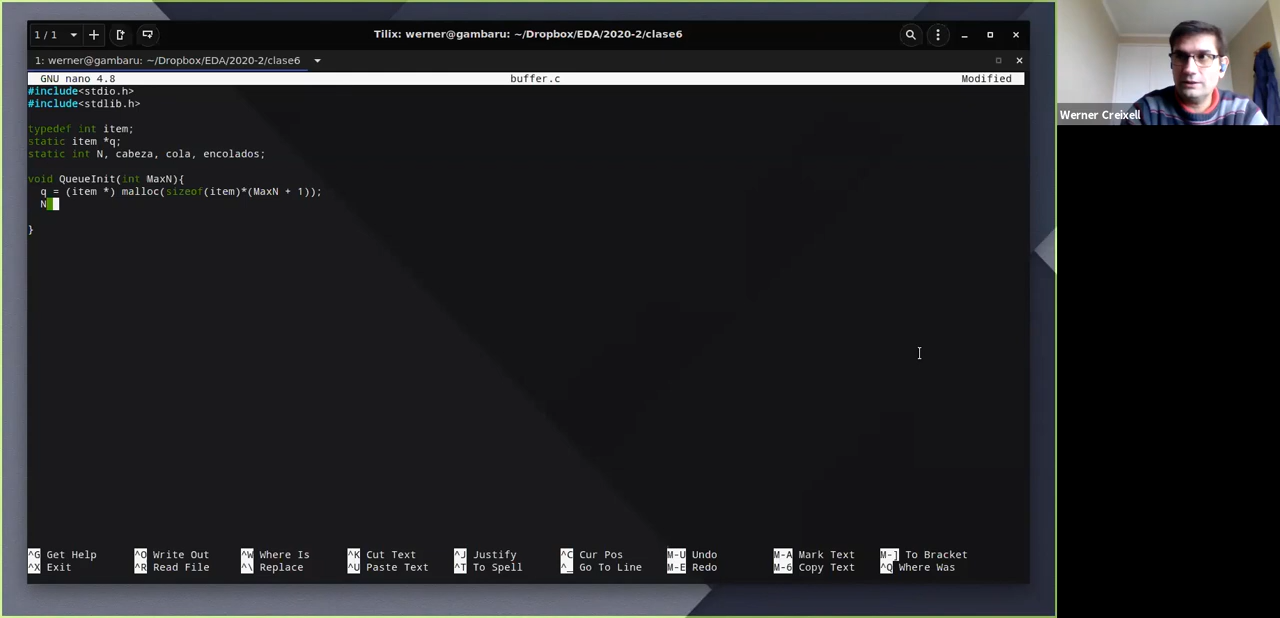 1 / 1
Tilix: werner@gambaru: ~/Dropbox/EDA/2020-2/clase6
1: werner@gambaru: ~/Dropbox/EDA/2020-2/clase6
GNU nano 4.8 buffer.c Modified
#include<stdio.h>
#include<stdlib.h>
typedef int item;
static item *q;
static int N, cabeza, cola, encolados;
void QueueInit(int MaxN){
q = (item *) malloc(sizeof(item)*(MaxN + 1));
N
}
^G Get Help ^O Write Out ^W Where Is ^K Cut Text ^J Justify ^C Cur Pos M-U Undo M-A Mark Text M-] To Bracket
^X Exit ^R Read File ^\ Replace ^U Paste Text ^T To Spell ^_ Go To Line M-E Redo M-6 Copy Text ^Q Where Was
Werner Creixell